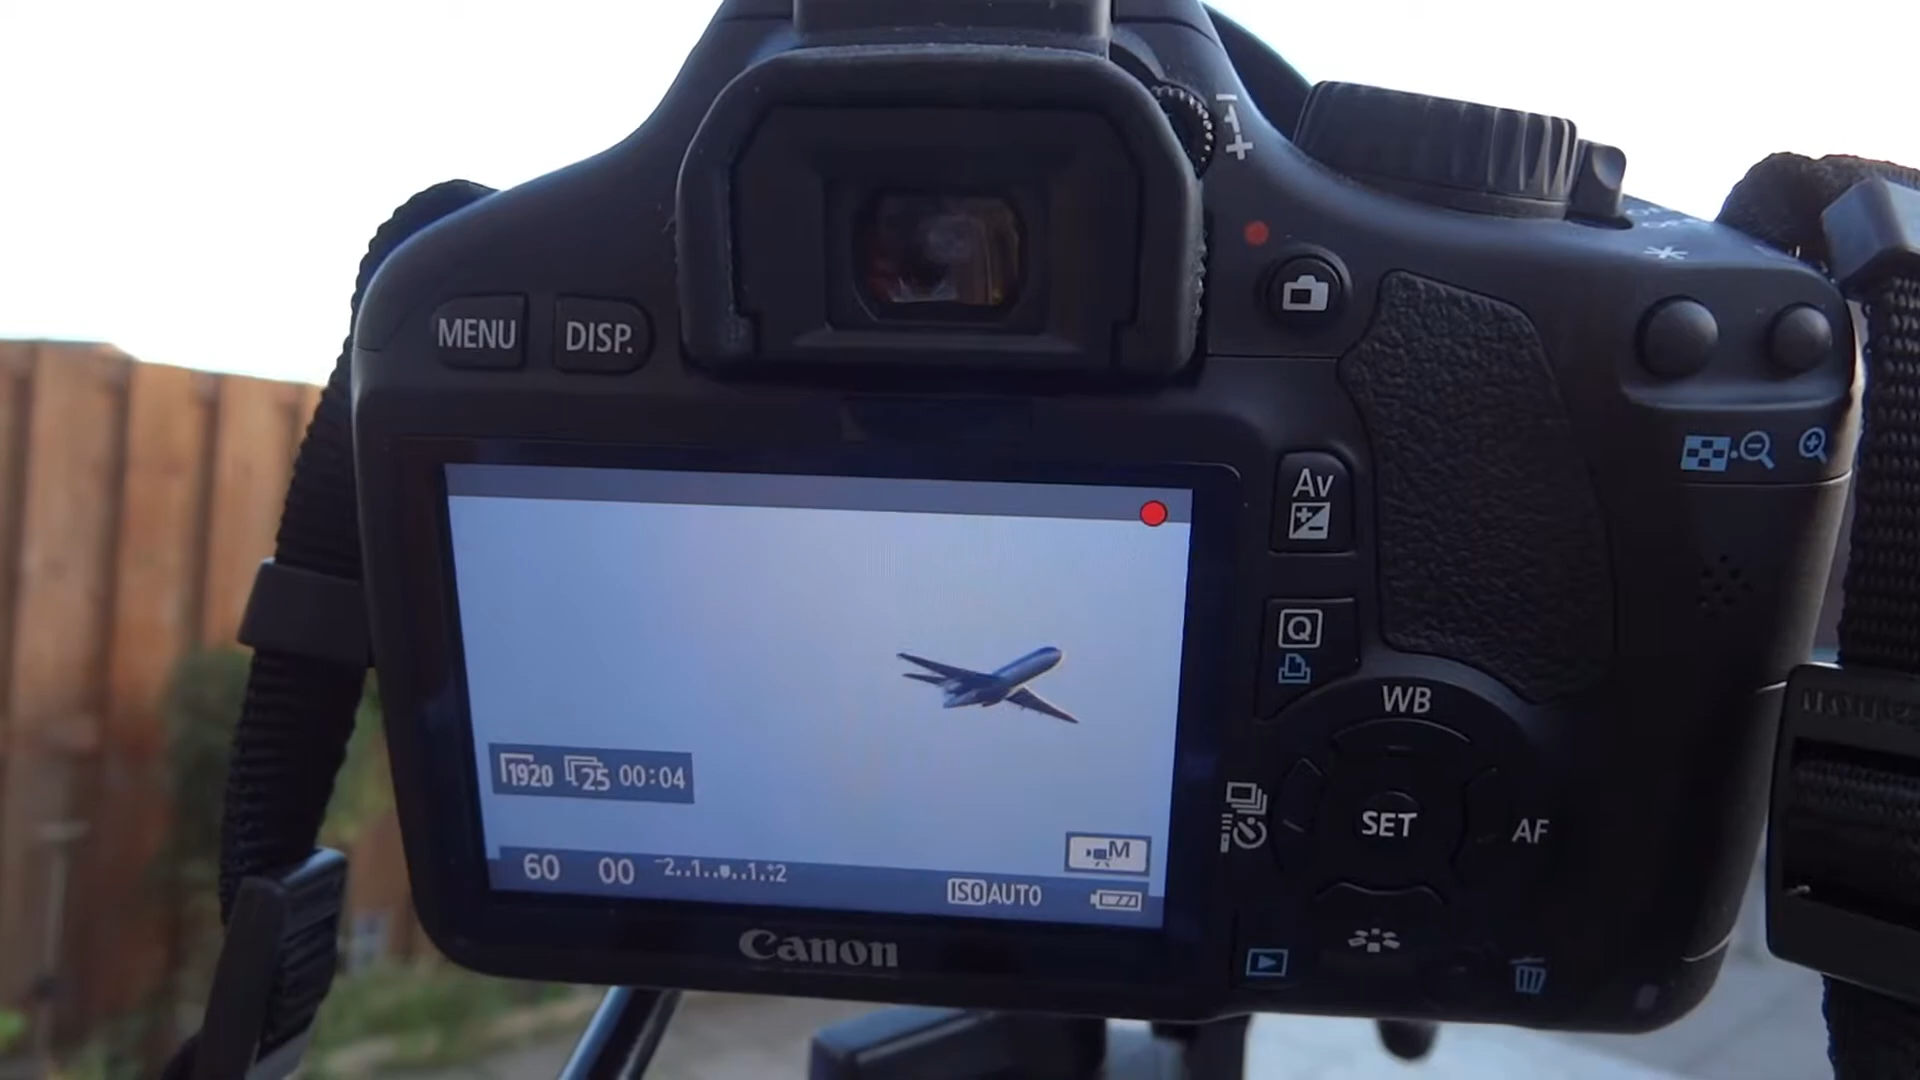 MENU
DISP.
Av
Q
WB
1920 25 00:04
SET
AF
M
60 00 -2..1..0..1..+2
ISO AUTO
Canon